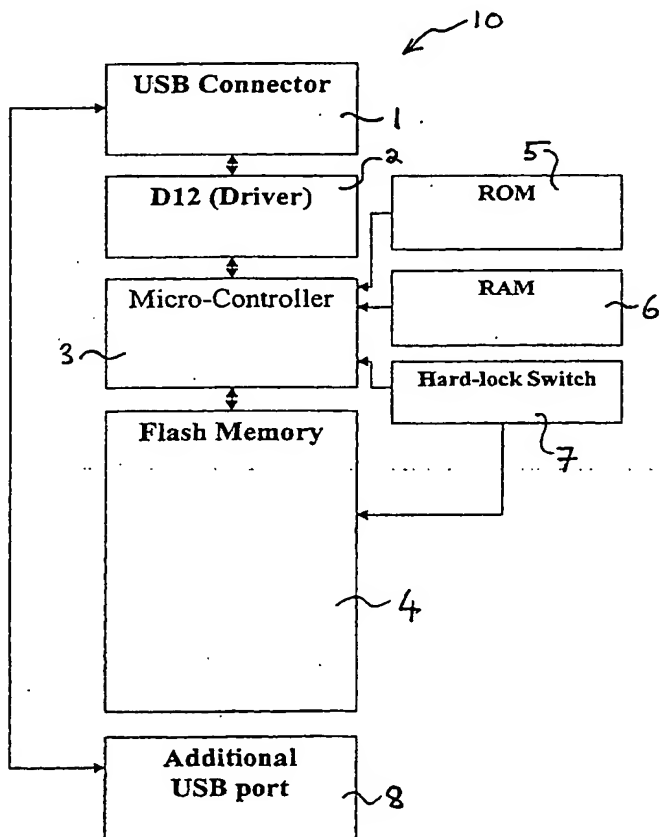 10
USB Connector
1
2
D12 (Driver)
5
ROM
Micro-Controller
3
RAM
6
Hard-lock Switch
7
Flash Memory
4
Additional
USB port
8